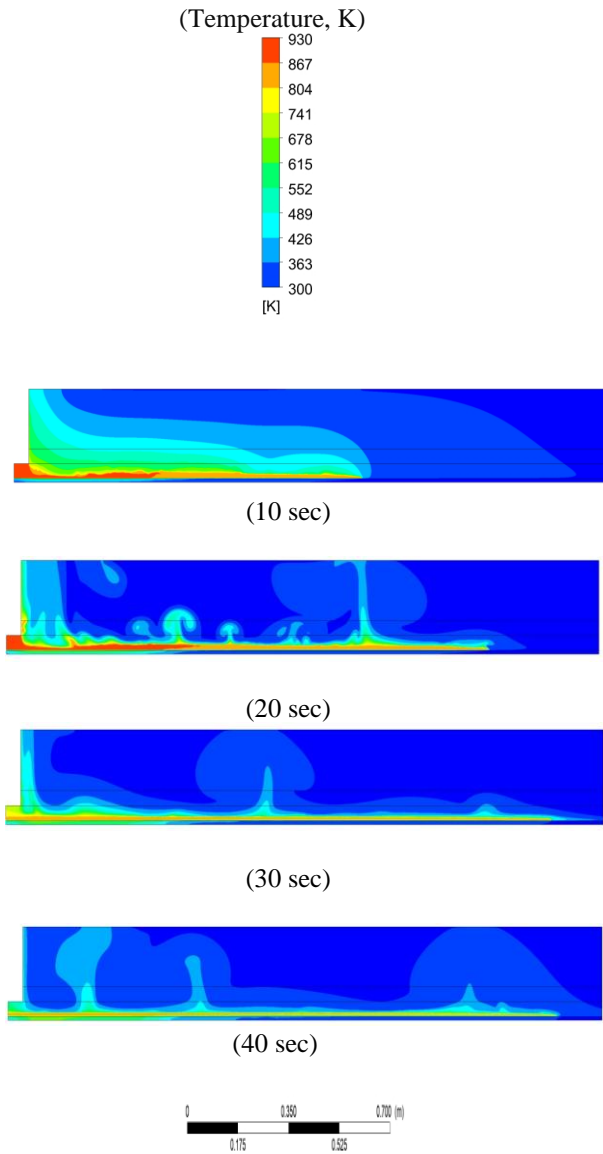 (Temperature, K)
930
867
804
741
678
615
552
489
426
363
300
[K]
(10 sec)
(20 sec)
(30 sec)
(40 sec)
0 0.350 0.700 (m)
0.175 0.525